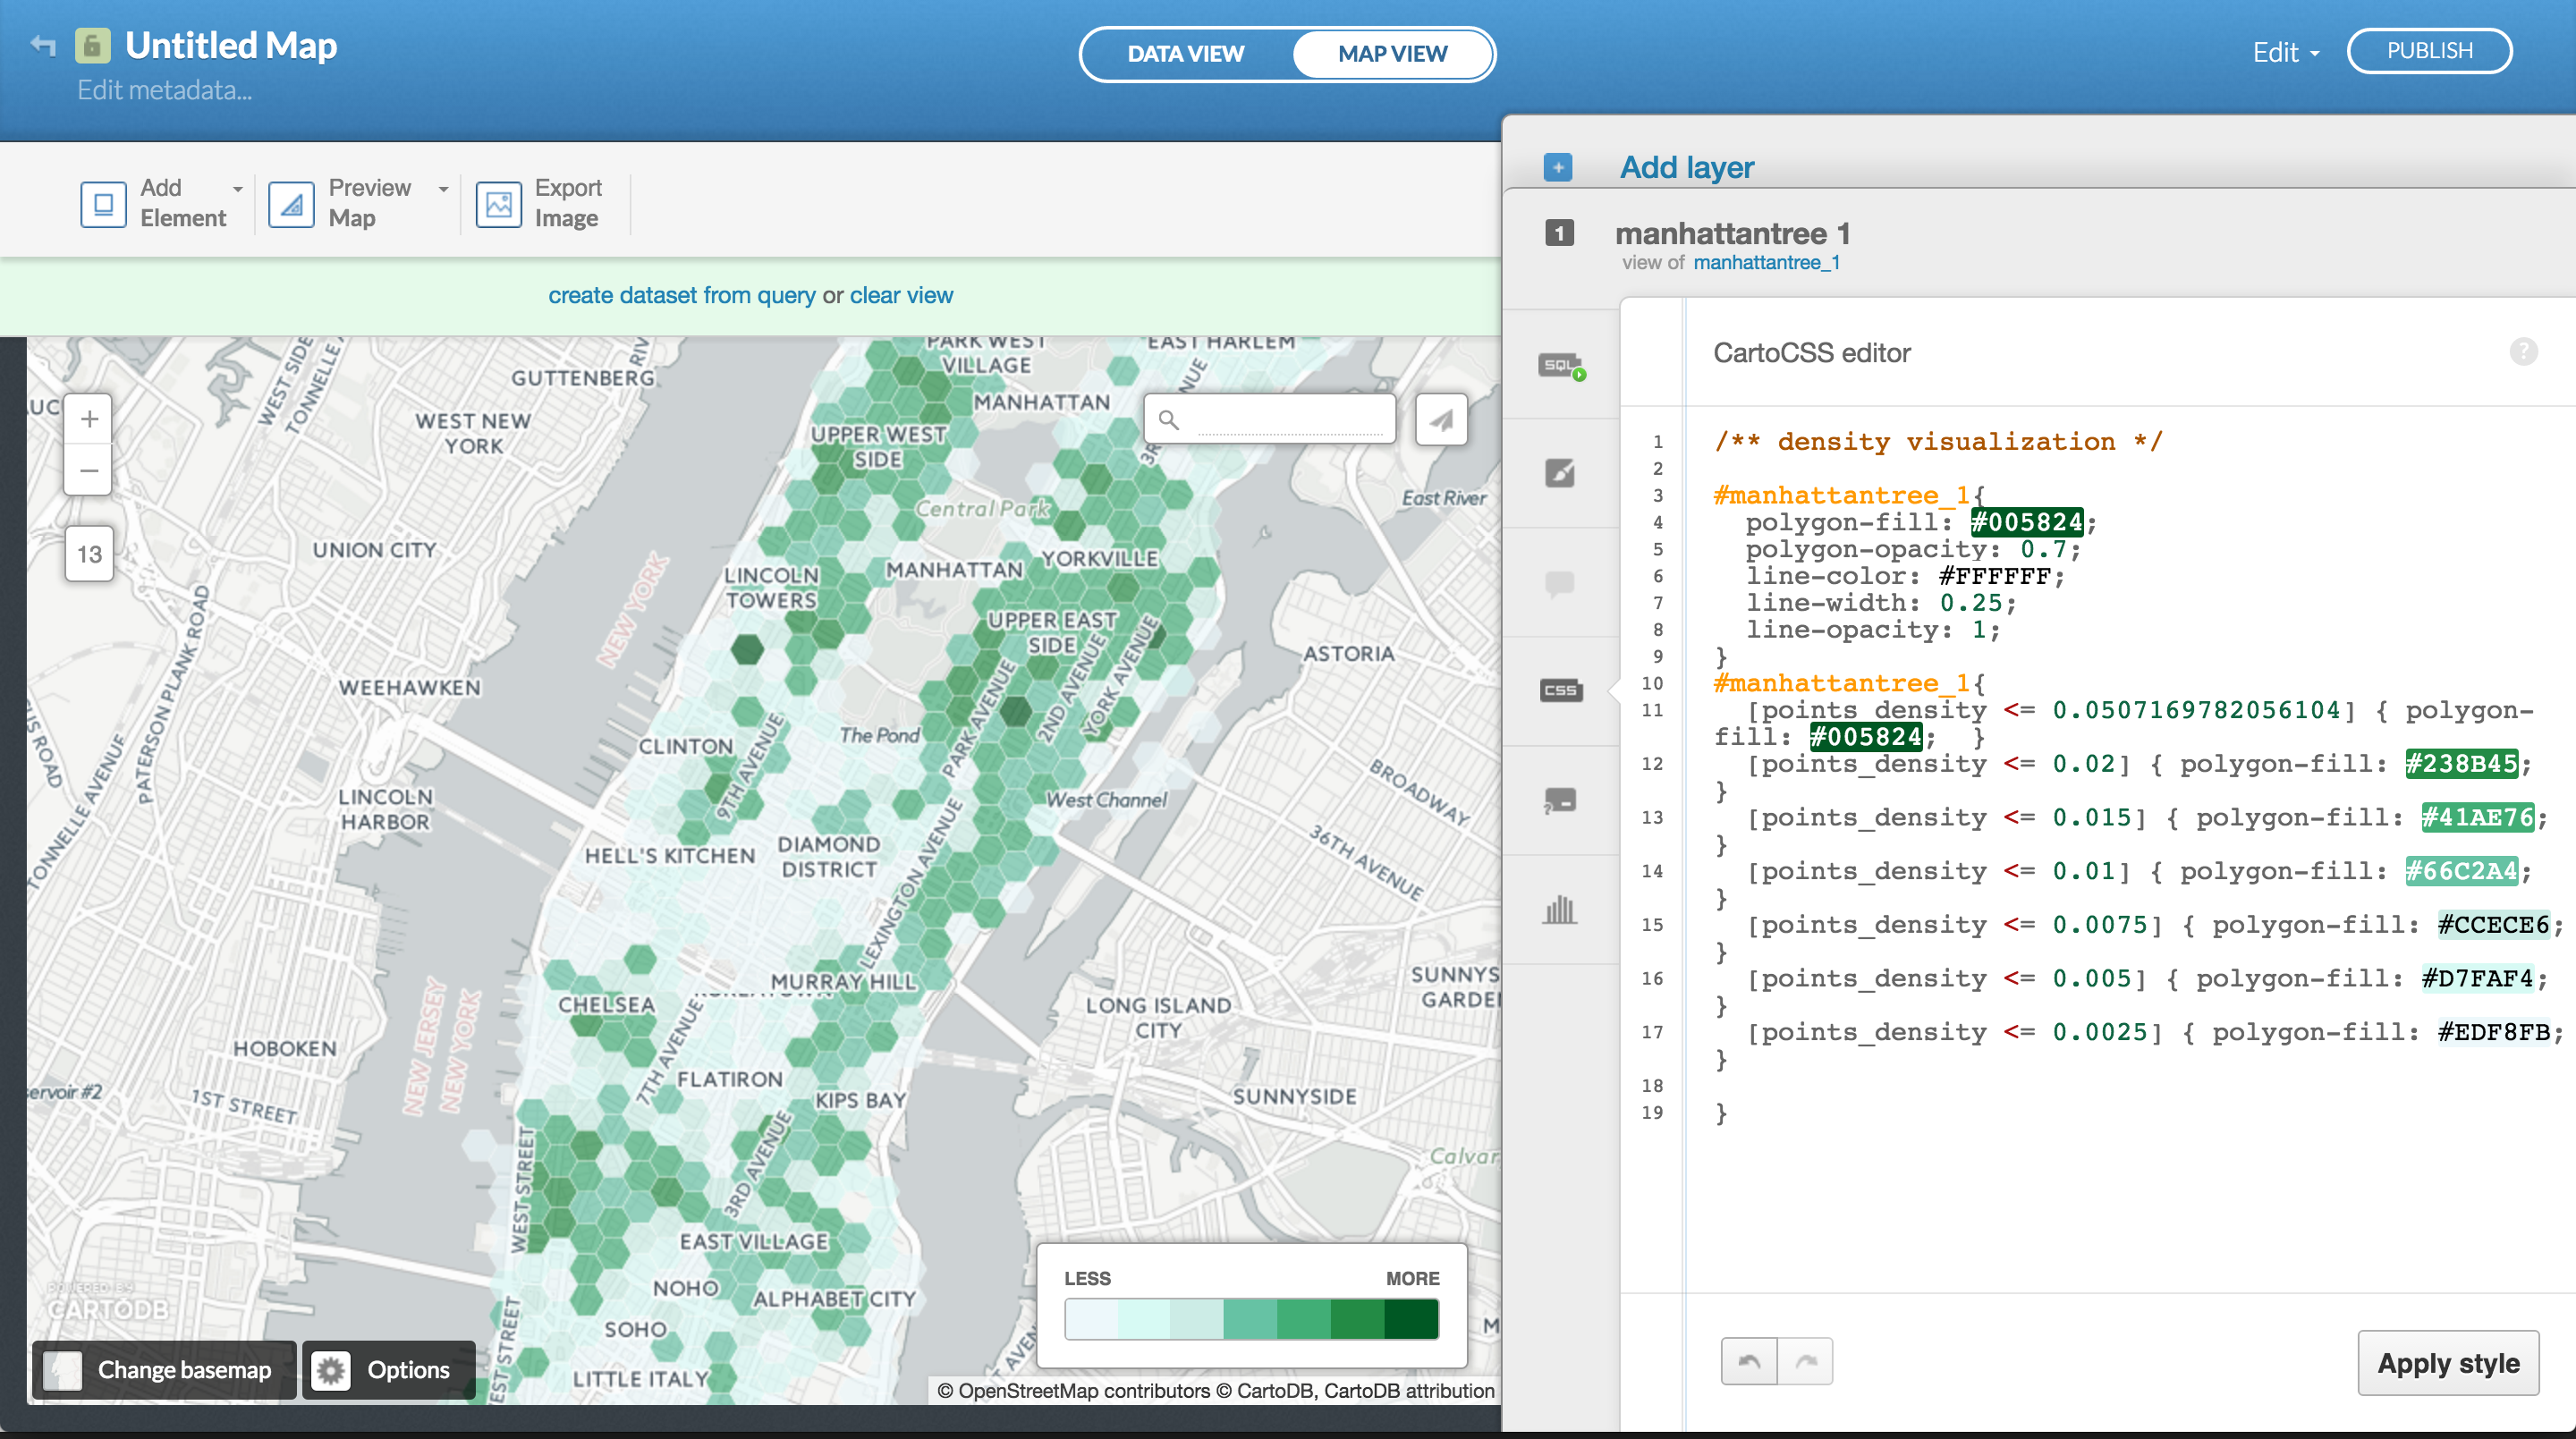 Untitled Map
Edit metadata...
DATA VIEW
MAP VIEW
Edit
PUBLISH
Add Element
Preview Map
Export Image
create dataset from query or clear view
Add layer
1
manhattantree 1
view of manhattantree_1
SQL
CSS
CartoCSS editor
?
1 /** density visualization */
2
3 #manhattantree_1{
4 polygon-fill: #005824;
5 polygon-opacity: 0.7;
6 line-color: #FFFFFF;
7 line-width: 0.25;
8 line-opacity: 1;
9 }
10 #manhattantree_1{
11 [points_density <= 0.0507169782056104] { polygon-
fill: #005824; }
12 [points_density <= 0.02] { polygon-fill: #238B45;
}
13 [points_density <= 0.015] { polygon-fill: #41AE76;
}
14 [points_density <= 0.01] { polygon-fill: #66C2A4;
}
15 [points_density <= 0.0075] { polygon-fill: #CCECE6;
}
16 [points_density <= 0.005] { polygon-fill: #D7FAF4;
}
17 [points_density <= 0.0025] { polygon-fill: #EDF8FB;
}
18
19 }
Apply style
+
−
13
PARK WEST
VILLAGE
EAST HARLEM
WEST SIDE
TONNELLE
GUTTENBERG
WEST NEW
YORK
MANHATTAN
UPPER WEST
SIDE
Central Park
East River
UNION CITY
NEW YORK
LINCOLN
TOWERS
MANHATTAN
YORKVILLE
UPPER EAST
SIDE
ASTORIA
PATERSON PLANK ROAD
WEEHAWKEN
TONNELLE AVENUE
CLINTON
9TH AVENUE
The Pond
PARK AVENUE
2ND AVENUE
YORK AVENUE
West Channel
BROADWAY
36TH AVENUE
LINCOLN
HARBOR
HELL'S KITCHEN
DIAMOND
DISTRICT
LEXINGTON AVENUE
MURRAY HILL
CHELSEA
7TH AVENUE
LONG ISLAND
CITY
NEW JERSEY
NEW YORK
HOBOKEN
1ST STREET
FLATIRON
KIPS BAY
SUNNYSIDE
WEST STREET
3RD AVENUE
EAST VILLAGE
NOHO
ALPHABET CITY
SOHO
LITTLE ITALY
POWERED BY
CARTODB
LESS
MORE
Change basemap
Options
© OpenStreetMap contributors © CartoDB, CartoDB attribution